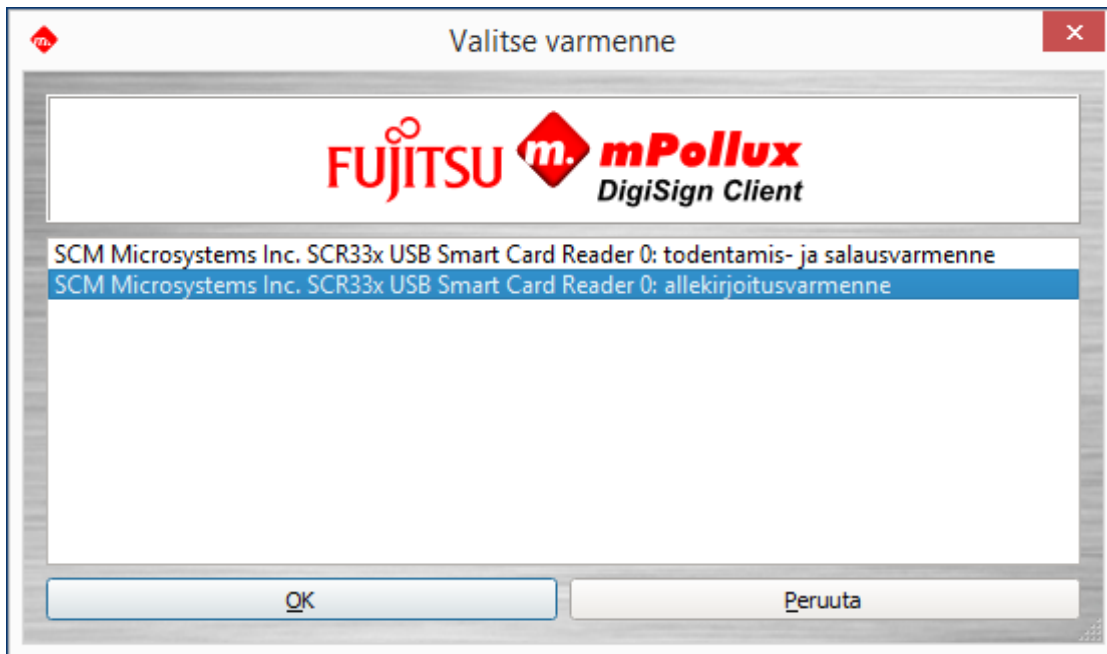 Valitse varmenne
FUJITSU m. mPollux
DigiSign Client
SCM Microsystems Inc. SCR33x USB Smart Card Reader 0: todentamis- ja salausvarmenne
SCM Microsystems Inc. SCR33x USB Smart Card Reader 0: allekirjoitusvarmenne
OK
Peruuta